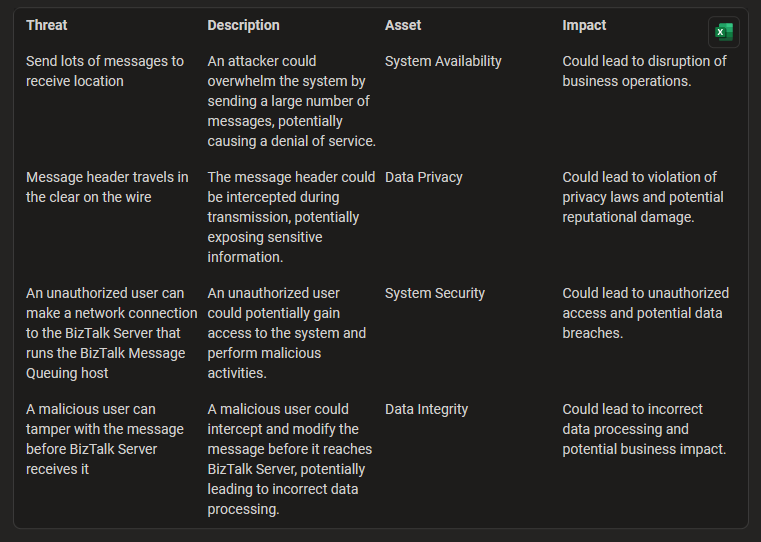 Threat Description Asset Impact
Send lots of messages to
receive location
An attacker could
overwhelm the system by
sending a large number of
messages, potentially
causing a denial of service.
System Availability
Could lead to disruption of
business operations.
Message header travels in
the clear on the wire
The message header could
be intercepted during
transmission, potentially
exposing sensitive
information.
Data Privacy
Could lead to violation of
privacy laws and potential
reputational damage.
An unauthorized user can
make a network connection
to the BizTalk Server that
runs the BizTalk Message
Queuing host
An unauthorized user
could potentially gain
access to the system and
perform malicious
activities.
System Security
Could lead to unauthorized
access and potential data
breaches.
A malicious user can
tamper with the message
before BizTalk Server
receives it
A malicious user could
intercept and modify the
message before it reaches
BizTalk Server, potentially
leading to incorrect data
processing.
Data Integrity
Could lead to incorrect
data processing and
potential business impact.